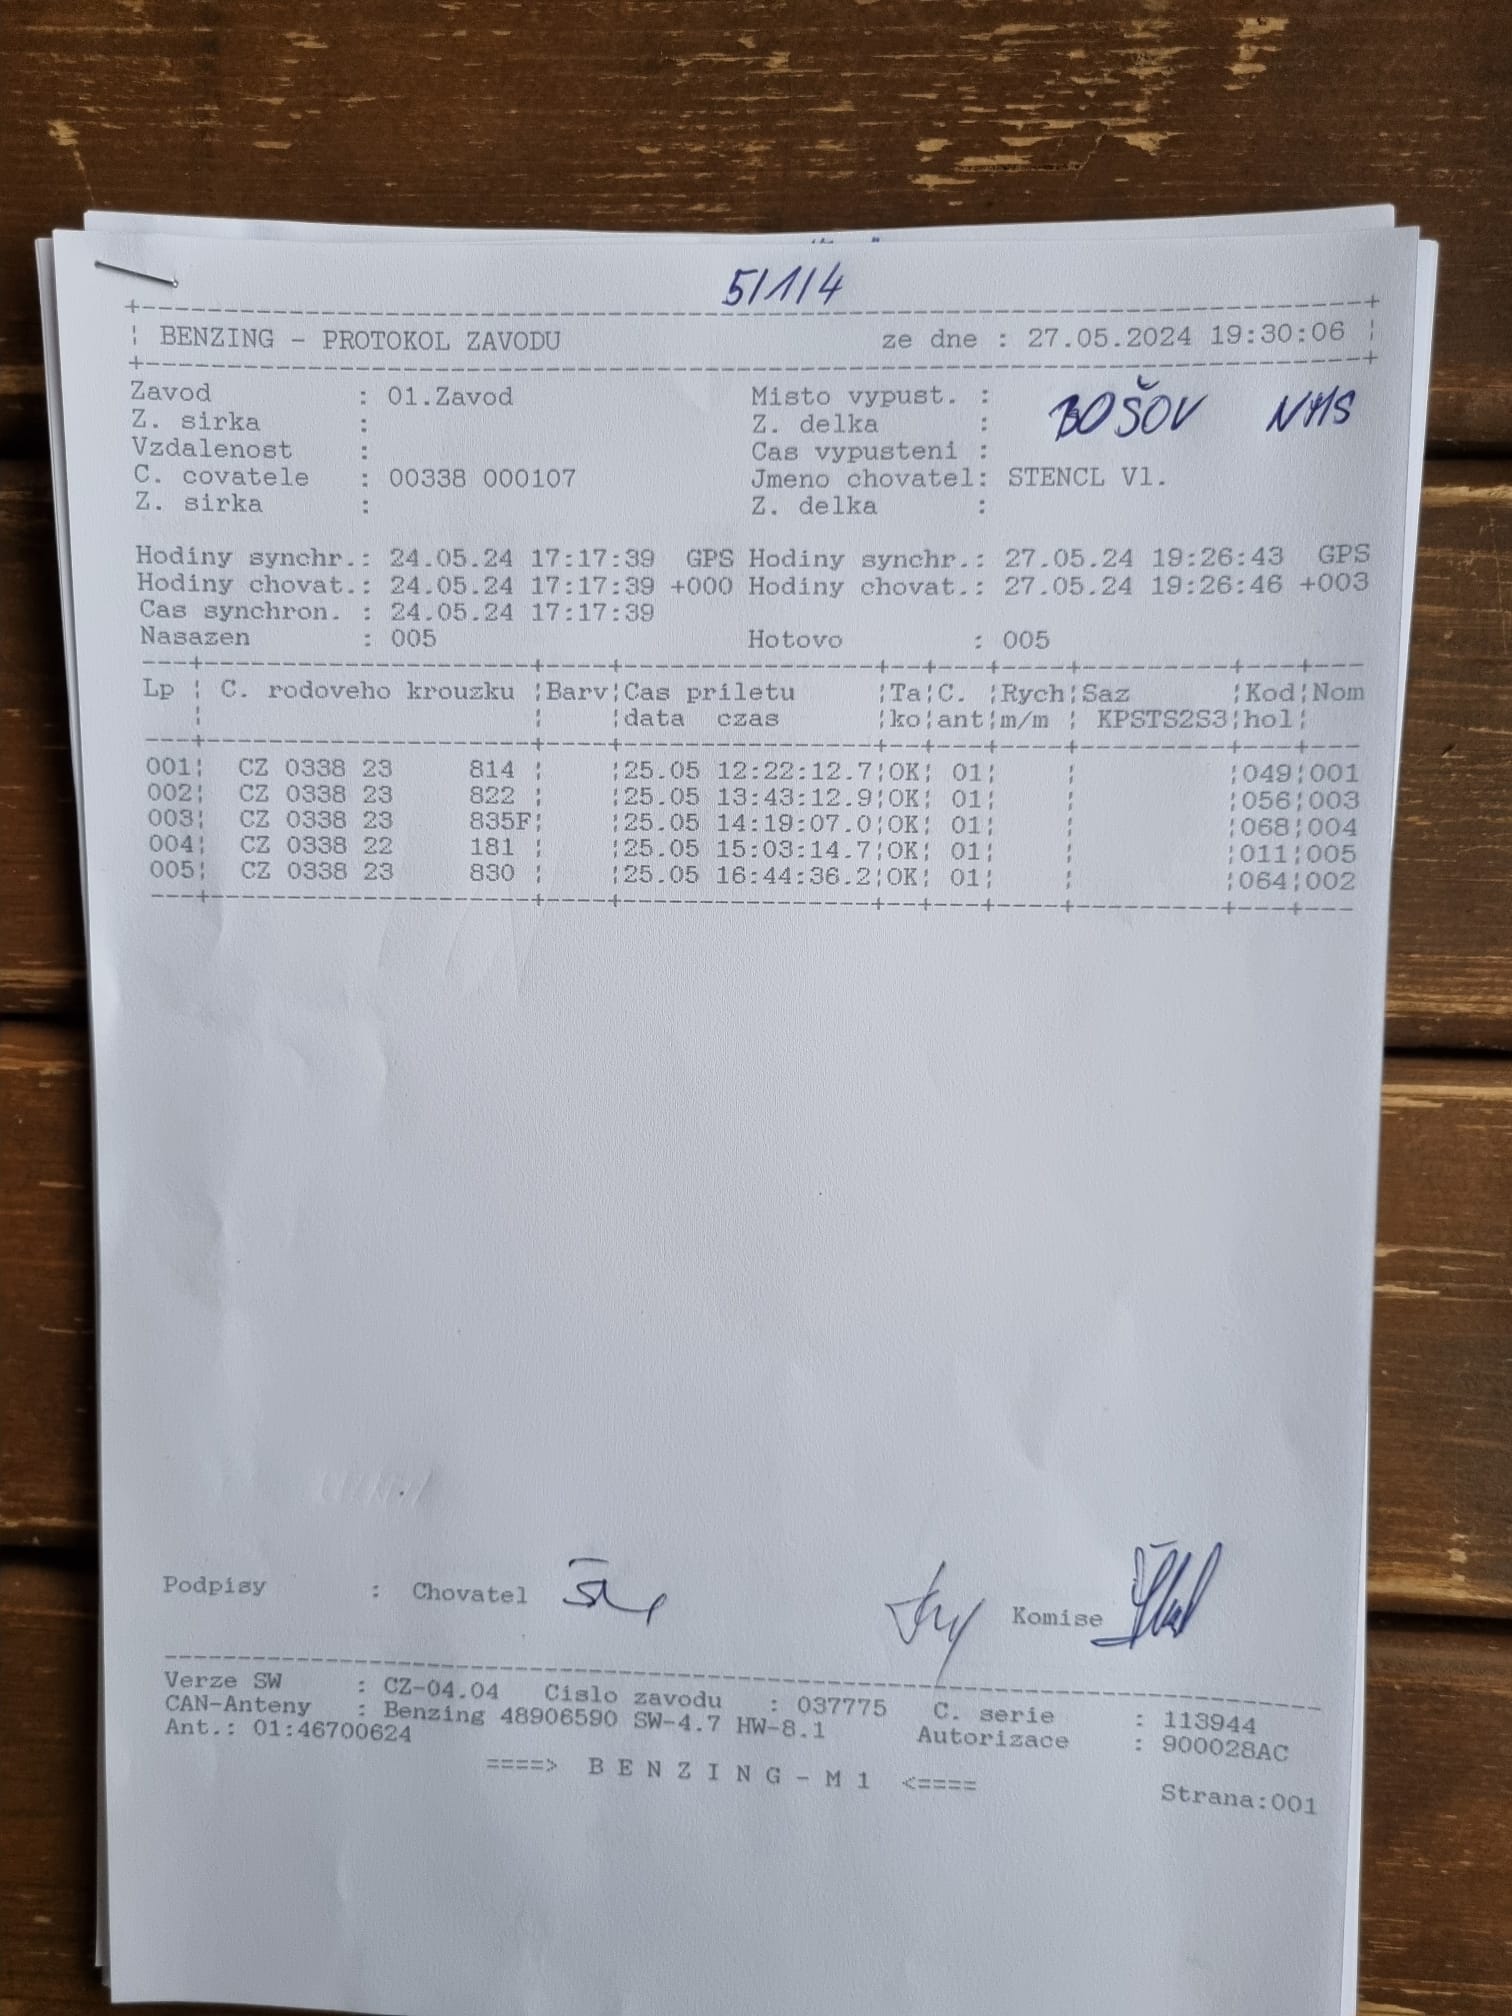 5/1/4
+------------------------------------------------------------------------------+
¦ BENZING - PROTOKOL ZAVODU ze dne : 27.05.2024 19:30:06 ¦
+------------------------------------------------------------------------------+
Zavod : 01.Zavod Misto vypust. : BOŠOV
Z. sirka : Z. delka :
Vzdalenost : Cas vypusteni :
C. covatele : 00338 000107 Jmeno chovatel: STENCL Vl.
Z. sirka : Z. delka :
Hodiny synchr.: 24.05.24 17:17:39 GPS Hodiny synchr.: 27.05.24 19:26:43 GPS
Hodiny chovat.: 24.05.24 17:17:39 +000 Hodiny chovat.: 27.05.24 19:26:46 +003
Cas synchron. : 24.05.24 17:17:39
Nasazen : 005 Hotovo : 005
---+---------------------+----+----------------+--+---+----+---------+---+---
Lp ¦ C. rodoveho krouzku ¦Barv¦Cas priletu ¦Ta¦C. ¦Rych¦Saz ¦Kod¦Nom
¦ ¦ ¦data czas ¦ko¦ant¦m/m ¦ KPSTS2S3¦hol¦
---+---------------------+----+----------------+--+---+----+---------+---+---
001¦ CZ 0338 23 814 ¦ ¦25.05 12:22:12.7¦OK¦ 01¦ ¦ ¦049¦001
002¦ CZ 0338 23 822 ¦ ¦25.05 13:43:12.9¦OK¦ 01¦ ¦ ¦056¦003
003¦ CZ 0338 23 835F¦ ¦25.05 14:19:07.0¦OK¦ 01¦ ¦ ¦068¦004
004¦ CZ 0338 22 181 ¦ ¦25.05 15:03:14.7¦OK¦ 01¦ ¦ ¦011¦005
005¦ CZ 0338 23 830 ¦ ¦25.05 16:44:36.2¦OK¦ 01¦ ¦ ¦064¦002
---+---------------------+----+----------------+--+---+----+---------+---+---
Podpisy : Chovatel Komise
------------------------------------------------------------------------------
Verze SW : CZ-04.04 Cislo zavodu : 037775 C. serie : 113944
CAN-Anteny : Benzing 48906590 SW-4.7 HW-8.1 Autorizace : 900028AC
Ant.: 01:46700624
====> B E N Z I N G - M 1 <====
Strana:001